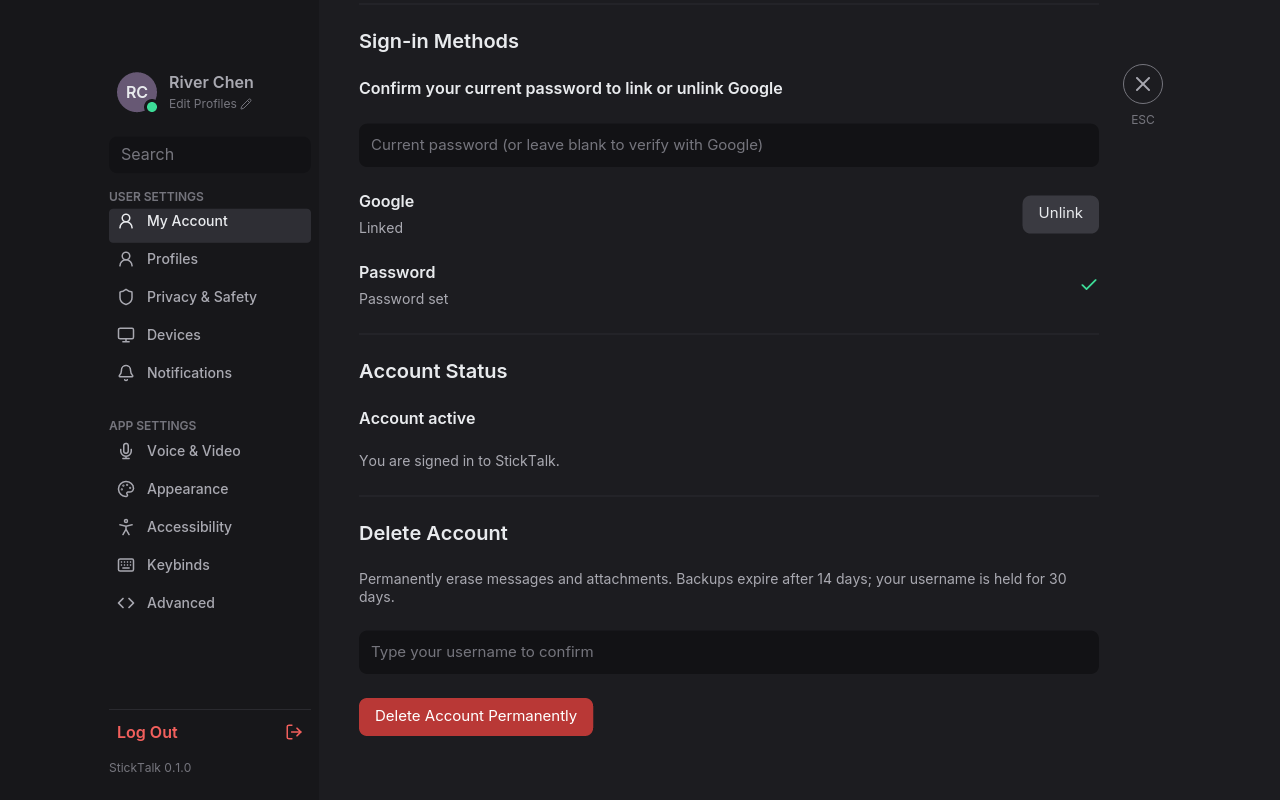 RC
River Chen
Edit Profiles
Search
USER SETTINGS
My Account
Profiles
Privacy & Safety
Devices
Notifications
APP SETTINGS
Voice & Video
Appearance
Accessibility
Keybinds
Advanced
Log Out
StickTalk 0.1.0
Sign-in Methods
Confirm your current password to link or unlink Google
Current password (or leave blank to verify with Google)
Google
Linked
Unlink
Password
Password set
Account Status
Account active
You are signed in to StickTalk.
Delete Account
Permanently erase messages and attachments. Backups expire after 14 days; your username is held for 30
days.
Type your username to confirm
Delete Account Permanently
ESC